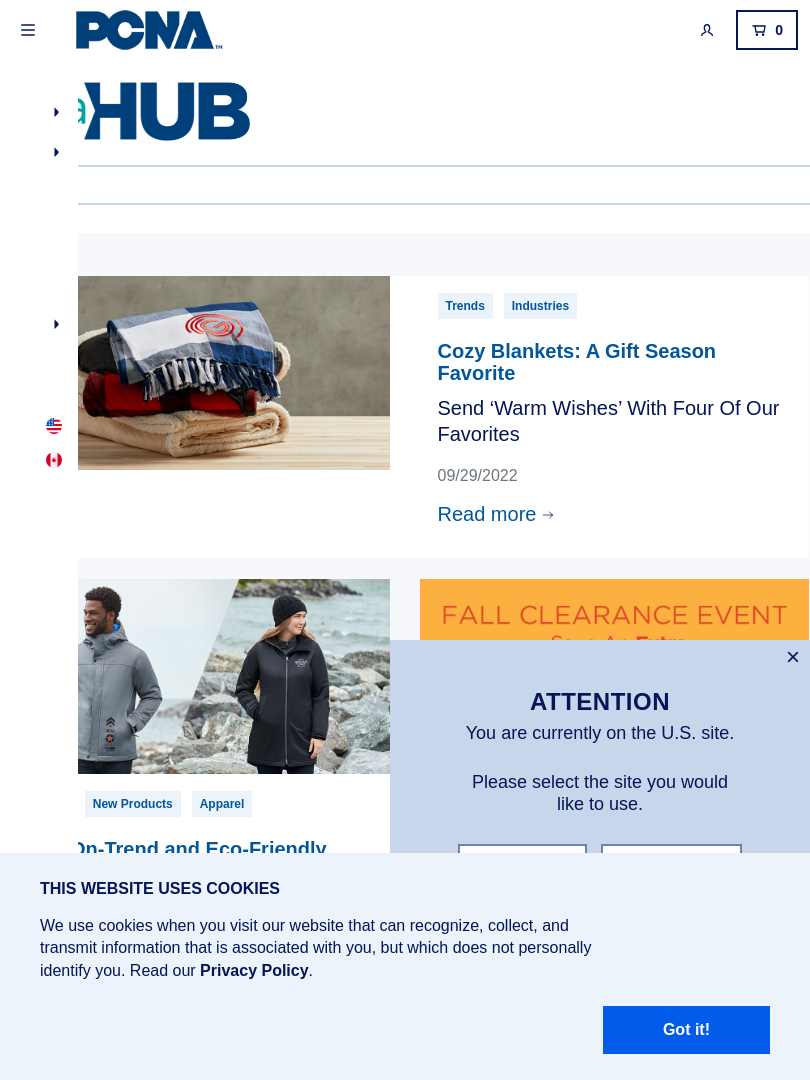 PCNA™
0
HUB
Trends
Industries
Cozy Blankets: A Gift Season
Favorite
Send ‘Warm Wishes’ With Four Of Our
Favorites
09/29/2022
Read more →
FALL CLEARANCE EVENT
New Products
Apparel
On-Trend and Eco-Friendly
×
ATTENTION
You are currently on the U.S. site.
Please select the site you would
like to use.
THIS WEBSITE USES COOKIES
We use cookies when you visit our website that can recognize, collect, and
transmit information that is associated with you, but which does not personally
identify you. Read our Privacy Policy.
Got it!